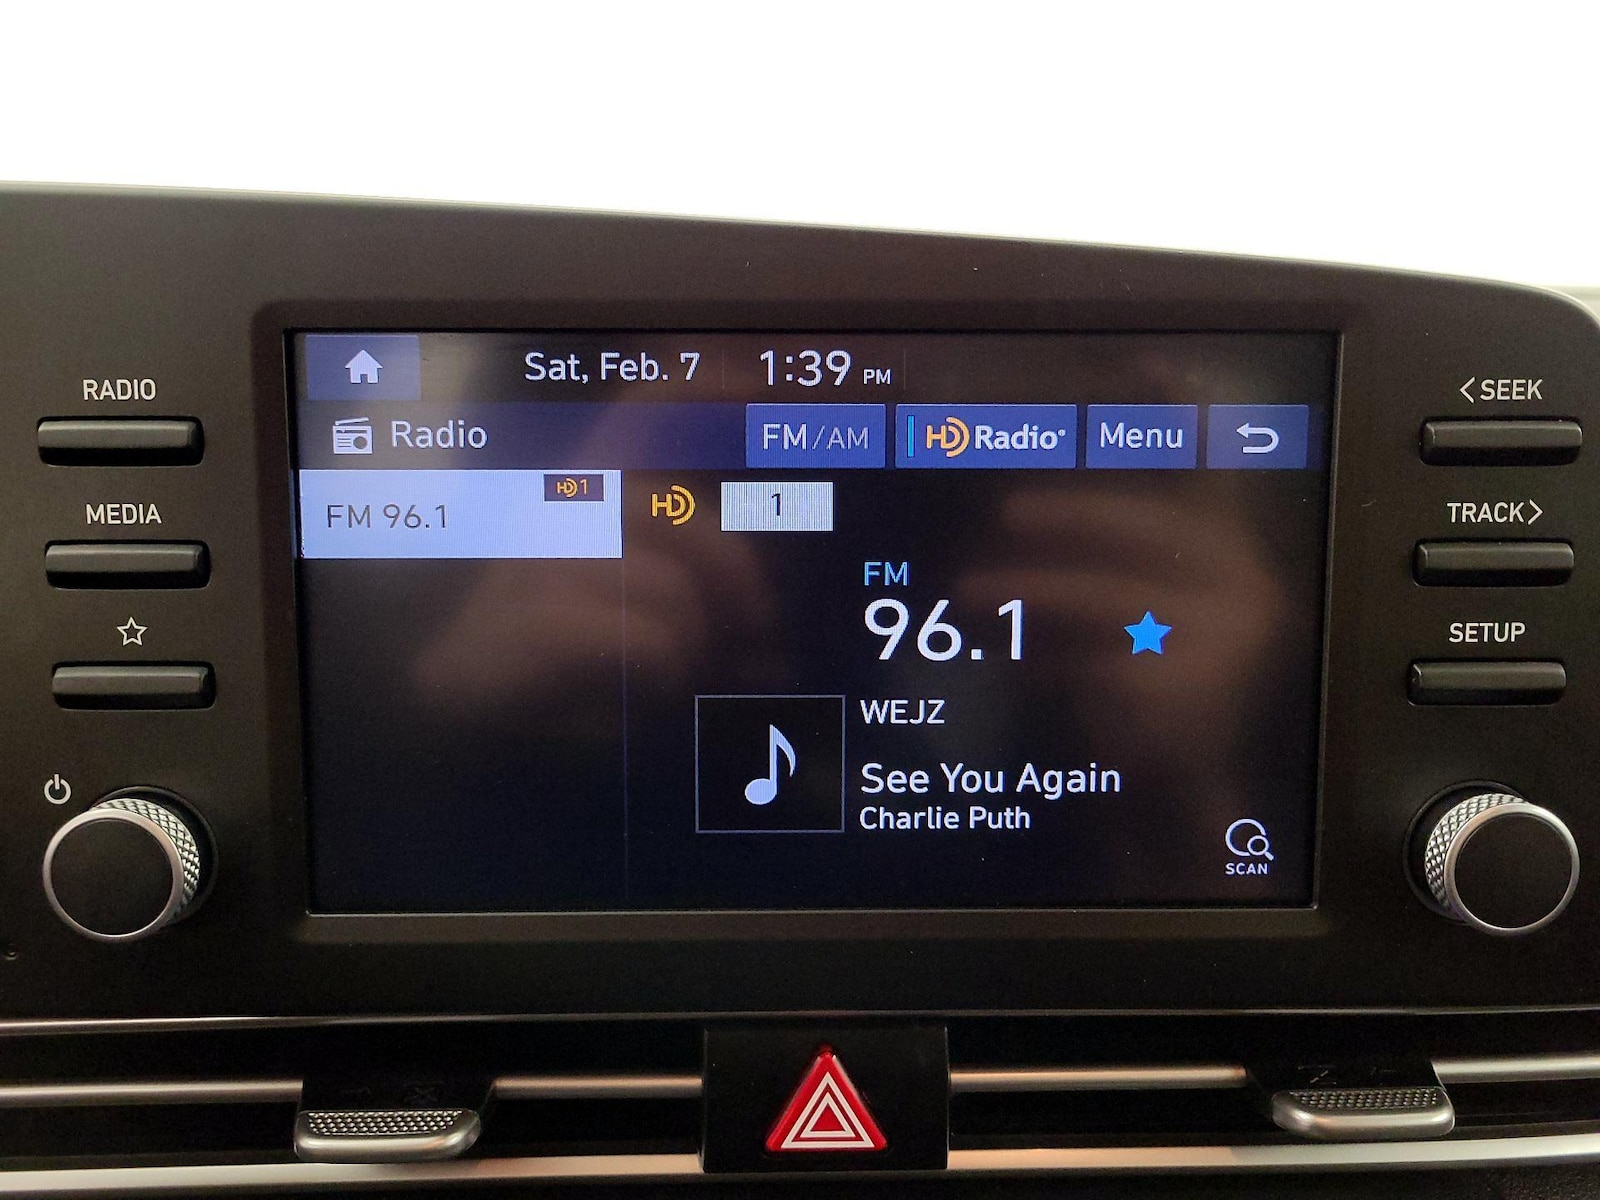 RADIO
MEDIA
Sat, Feb. 7 1:39 PM
Radio FM/AM HD Radio® Menu
FM 96.1 HD1
HD 1
FM
96.1
WEJZ
See You Again
Charlie Puth
SCAN
<SEEK
TRACK>
SETUP